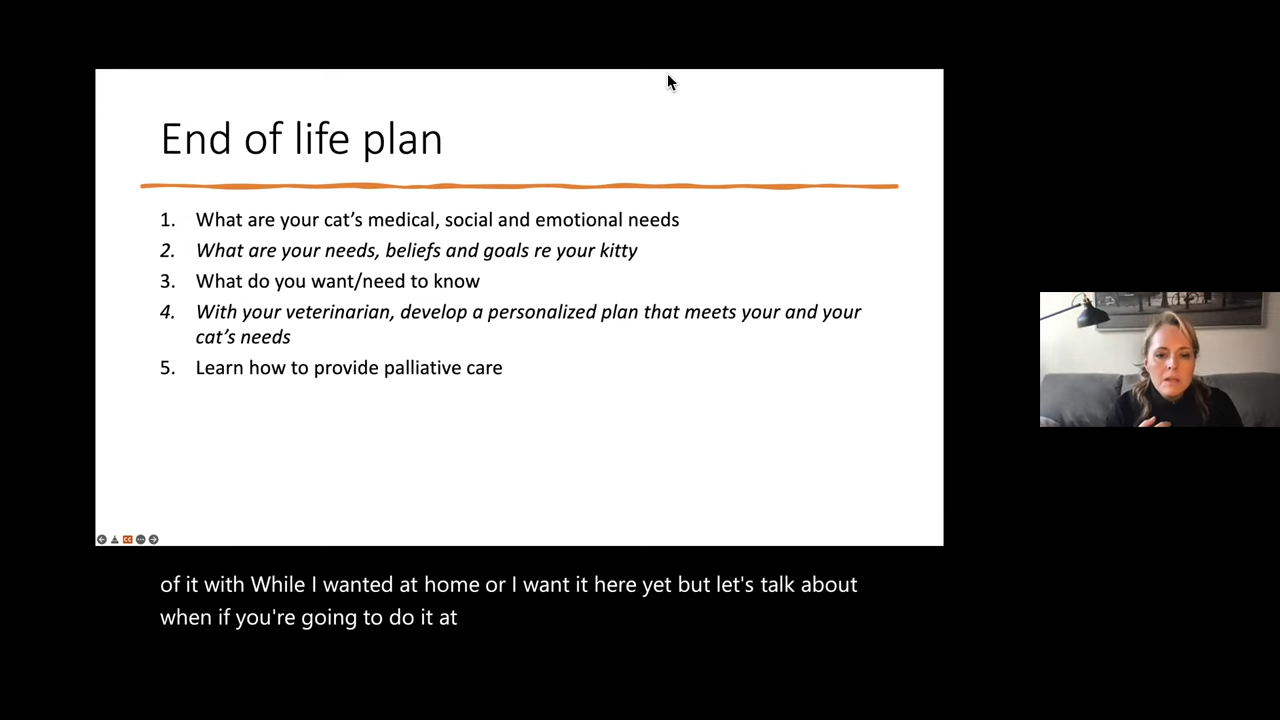 End of life plan
1. What are your cat’s medical, social and emotional needs
2. What are your needs, beliefs and goals re your kitty
3. What do you want/need to know
4. With your veterinarian, develop a personalized plan that meets your and your
cat’s needs
5. Learn how to provide palliative care
CC
of it with While I wanted at home or I want it here yet but let's talk about
when if you're going to do it at